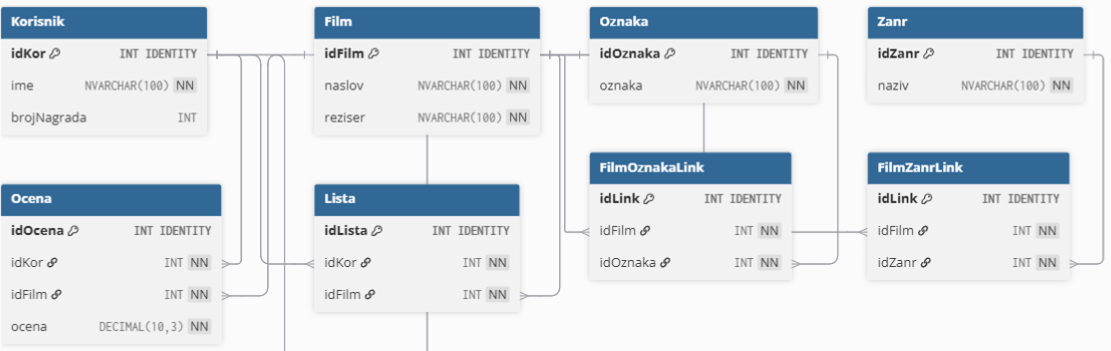 Korisnik
idKor INT IDENTITY
ime NVARCHAR(100) NN
brojNagrada INT
Film
idFilm INT IDENTITY
naslov NVARCHAR(100) NN
reziser NVARCHAR(100) NN
Oznaka
idOznaka INT IDENTITY
oznaka NVARCHAR(100) NN
Zanr
idZanr INT IDENTITY
naziv NVARCHAR(100) NN
Ocena
idOcena INT IDENTITY
idKor INT NN
idFilm INT NN
ocena DECIMAL(10,3) NN
Lista
idLista INT IDENTITY
idKor INT NN
idFilm INT NN
FilmOznakaLink
idLink INT IDENTITY
idFilm INT NN
idOznaka INT NN
FilmZanrLink
idLink INT IDENTITY
idFilm INT NN
idZanr INT NN